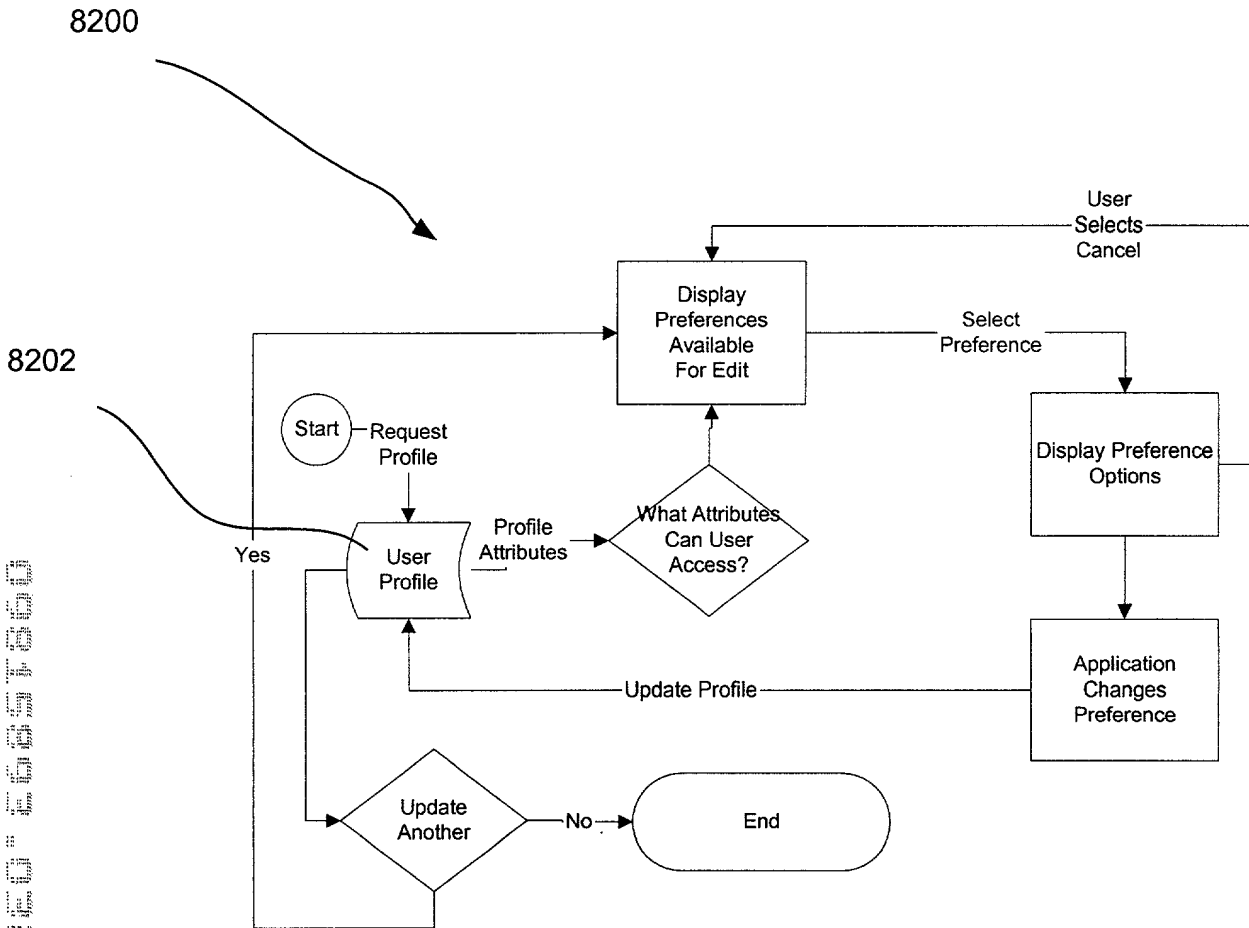 8200
User
Selects
Cancel
Display
Preferences
Available
For Edit
Select
Preference
8202
Start
Request
Profile
Display Preference
Options
What Attributes
Can User
Access?
Profile
Attributes
User
Profile
Yes
Application
Changes
Preference
Update Profile
Update
Another
No
End